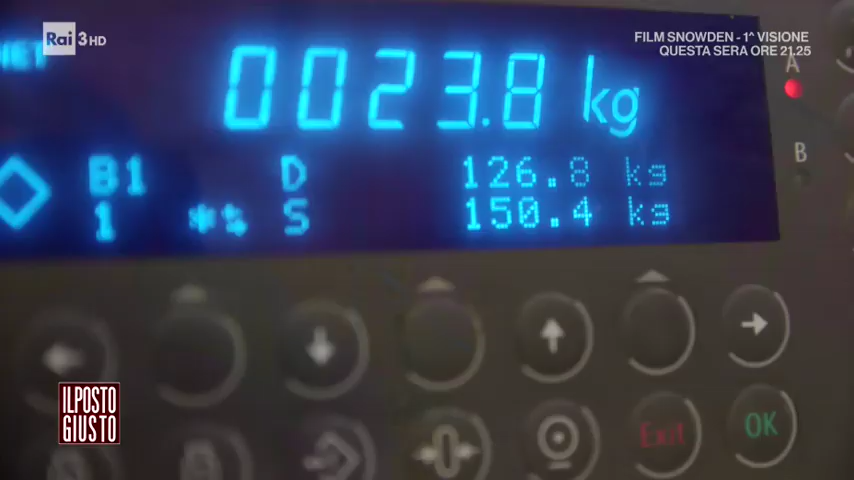 Rai 3 HD
FILM SNOWDEN - 1^ VISIONE
QUESTA SERA ORE 21.25
NET
0023.8 kg
A
B1 D 126.8 kg
B
1 *% S 150.4 kg
Exit
OK
IL POSTO
GIUSTO